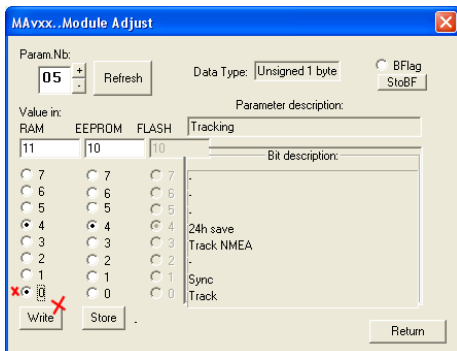 MAvxx..Module Adjust
Param.Nb:
05 + - Refresh
Data Type: Unsigned 1 byte
BFlag
StoBF
Value in:
RAM EEPROM FLASH
11 10 10
Parameter description:
Tracking
Bit description:
7 7 7 -
6 6 6 -
5 5 5 -
4 4 4 24h save
3 3 3 Track NMEA
2 2 2 -
1 1 1 Sync
0 0 0 Track
Write Store .
Return